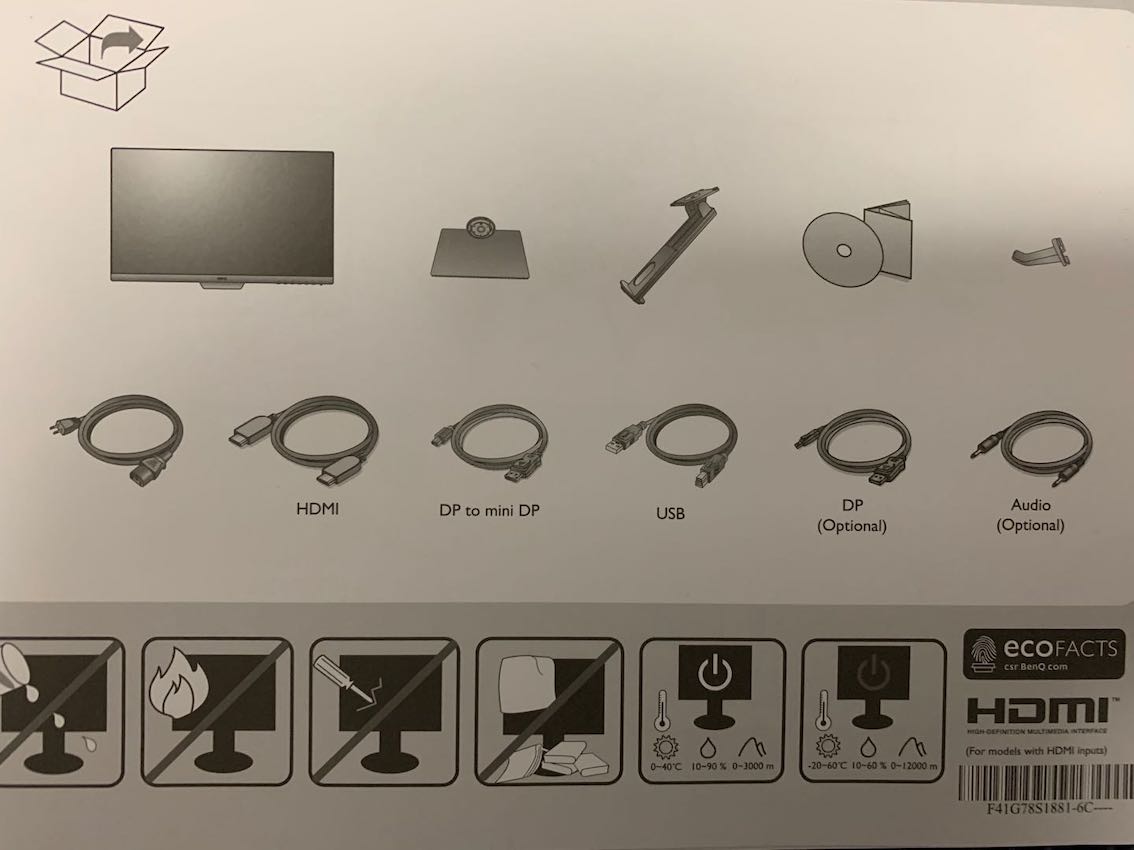 HDMI
DP to mini DP
USB
DP
(Optional)
Audio
(Optional)
0~40°C 10~90 % 0~3000 m
-20~60°C 10~60 % 0~12000 m
ecoFACTS
csr.BenQ.com
HDMI™
HIGH-DEFINITION MULTIMEDIA INTERFACE
(For models with HDMI inputs)
F41G78S1881-6C----